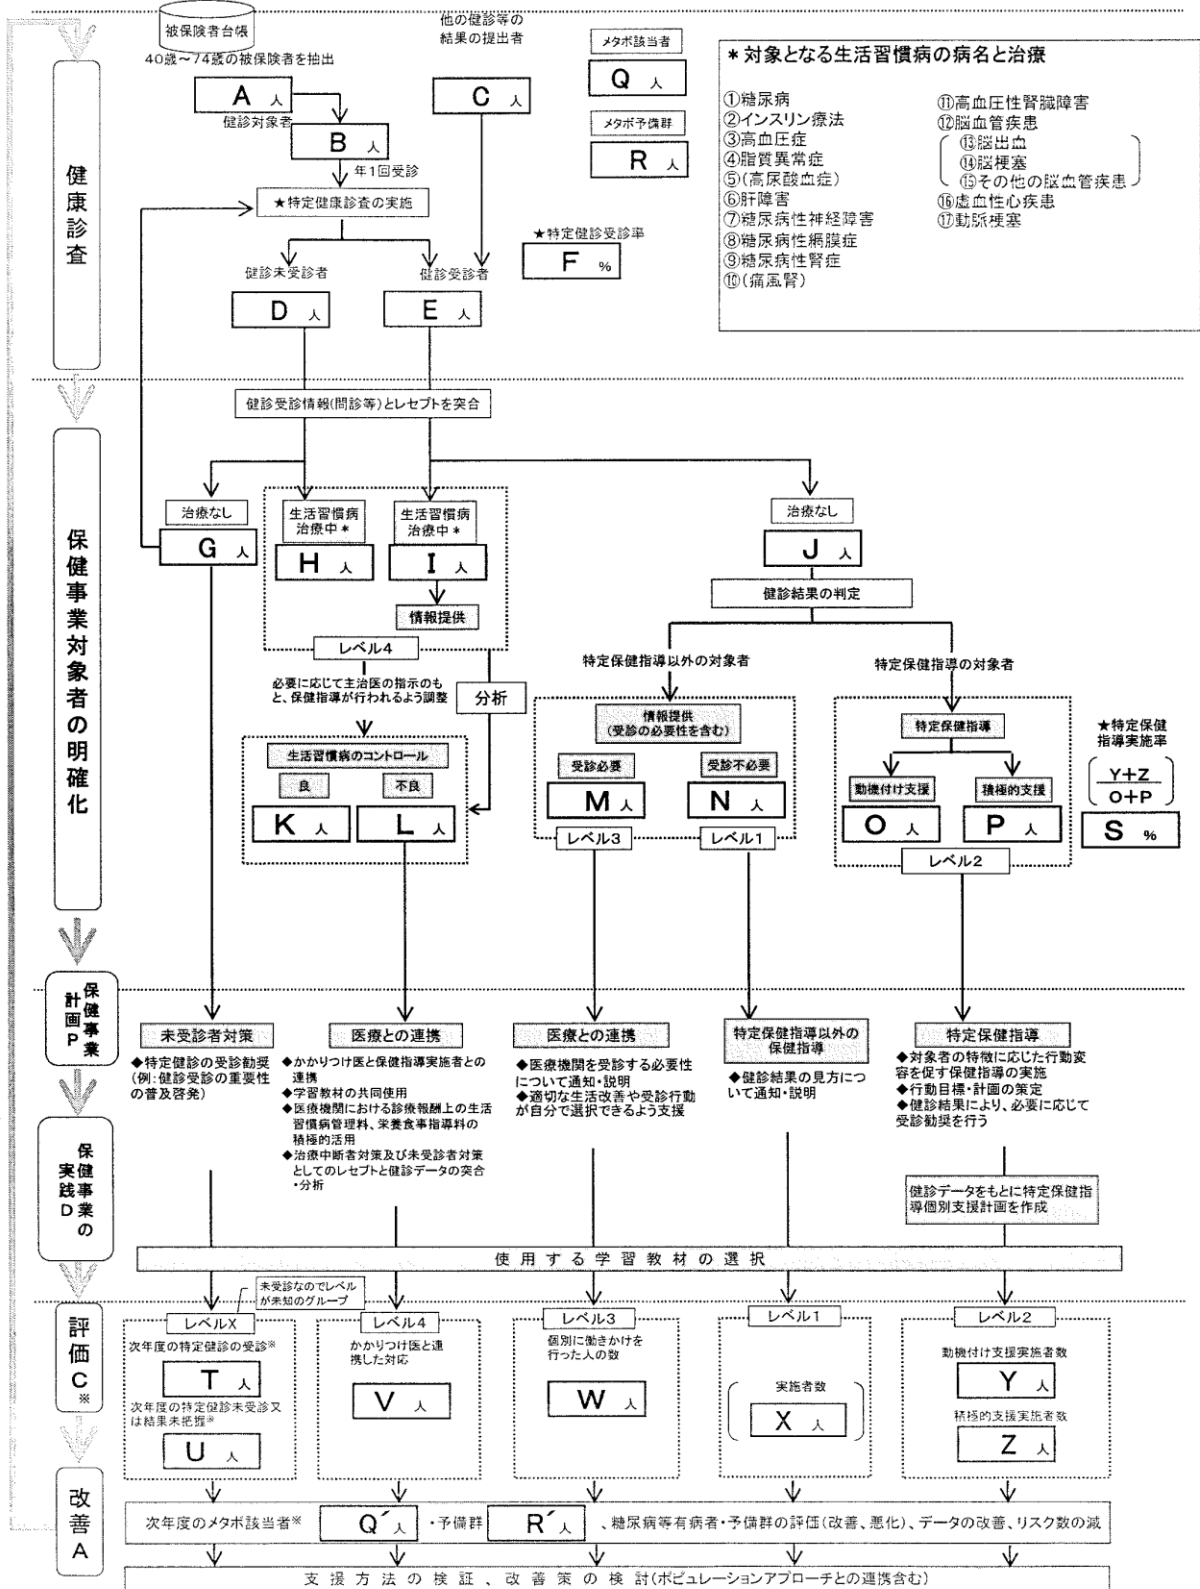 被保険者台帳
40歳～74歳の被保険者を抽出
A 人
健診対象者
B 人
年1回受診
★特定健康診査の実施
他の健診等の
結果の提出者
C 人
メタボ該当者
Q 人
メタボ予備群
R 人
★特定健診受診率
F %
健診未受診者
D 人
健診受診者
E 人
*対象となる生活習慣病の病名と治療
①糖尿病
②インスリン療法
③高血圧症
④脂質異常症
⑤(高尿酸血症)
⑥肝障害
⑦糖尿病性神経障害
⑧糖尿病性網膜症
⑨糖尿病性腎症
⑩(痛風腎)
⑪高血圧性腎臓障害
⑫脳血管疾患
⑬脳出血
⑭脳梗塞
⑮その他の脳血管疾患
⑯虚血性心疾患
⑰動脈梗塞
健康診査
健診受診情報(問診等)とレセプトを突合
保健事業対象者の明確化
治療なし
G 人
生活習慣病
治療中*
H 人
生活習慣病
治療中*
I 人
情報提供
レベル4
治療なし
J 人
健診結果の判定
必要に応じて主治医の指示のも
と、保健指導が行われるよう調整
分析
生活習慣病のコントロール
良
K 人
不良
L 人
特定保健指導以外の対象者
情報提供
(受診の必要性を含む)
受診必要
M 人
レベル3
受診不必要
N 人
レベル1
特定保健指導の対象者
特定保健指導
動機付け支援
O 人
積極的支援
P 人
レベル2
★特定保健
指導実施率
Y+Z
O+P
S %
保健事業
計画P
未受診者対策
◆特定健診の受診勧奨
(例：健診受診の重要性
の普及啓発)
医療との連携
◆かかりつけ医と保健指導実施者との
連携
◆学習教材の共同使用
◆医療機関における診療報酬上の生活
習慣病管理料、栄養食事指導料の
積極的活用
◆治療中断者対策及び未受診者対策
としてのレセプトと健診データの突合
・分析
医療との連携
◆医療機関を受診する必要性
について通知・説明
◆適切な生活改善や受診行動
が自分で選択できるよう支援
特定保健指導以外の
保健指導
◆健診結果の見方につ
いて通知・説明
特定保健指導
◆対象者の特徴に応じた行動変
容を促す保健指導の実施
◆行動目標・計画の策定
◆健診結果により、必要に応じて
受診勧奨を行う
保健事業の
実践D
健診データをもとに特定保健指
導個別支援計画を作成
使用する学習教材の選択
未受診なのでレベル
が未知のグループ
評価C※
レベルX
次年度の特定健診の受診※
T 人
次年度の特定健診未受診又
は結果未把握※
U 人
レベル4
かかりつけ医と連
携した対応
V 人
レベル3
個別に働きかけを
行った人の数
W 人
レベル1
実施者数
X 人
レベル2
動機付け支援実施者数
Y 人
積極的支援実施者数
Z 人
改善A
次年度のメタボ該当者※ Q´人 ・予備群 R´人 、糖尿病等有病者・予備群の評価(改善、悪化)、データの改善、リスク数の減
支援方法の検証、改善策の検討(ポピュレーションアプローチとの連携含む)